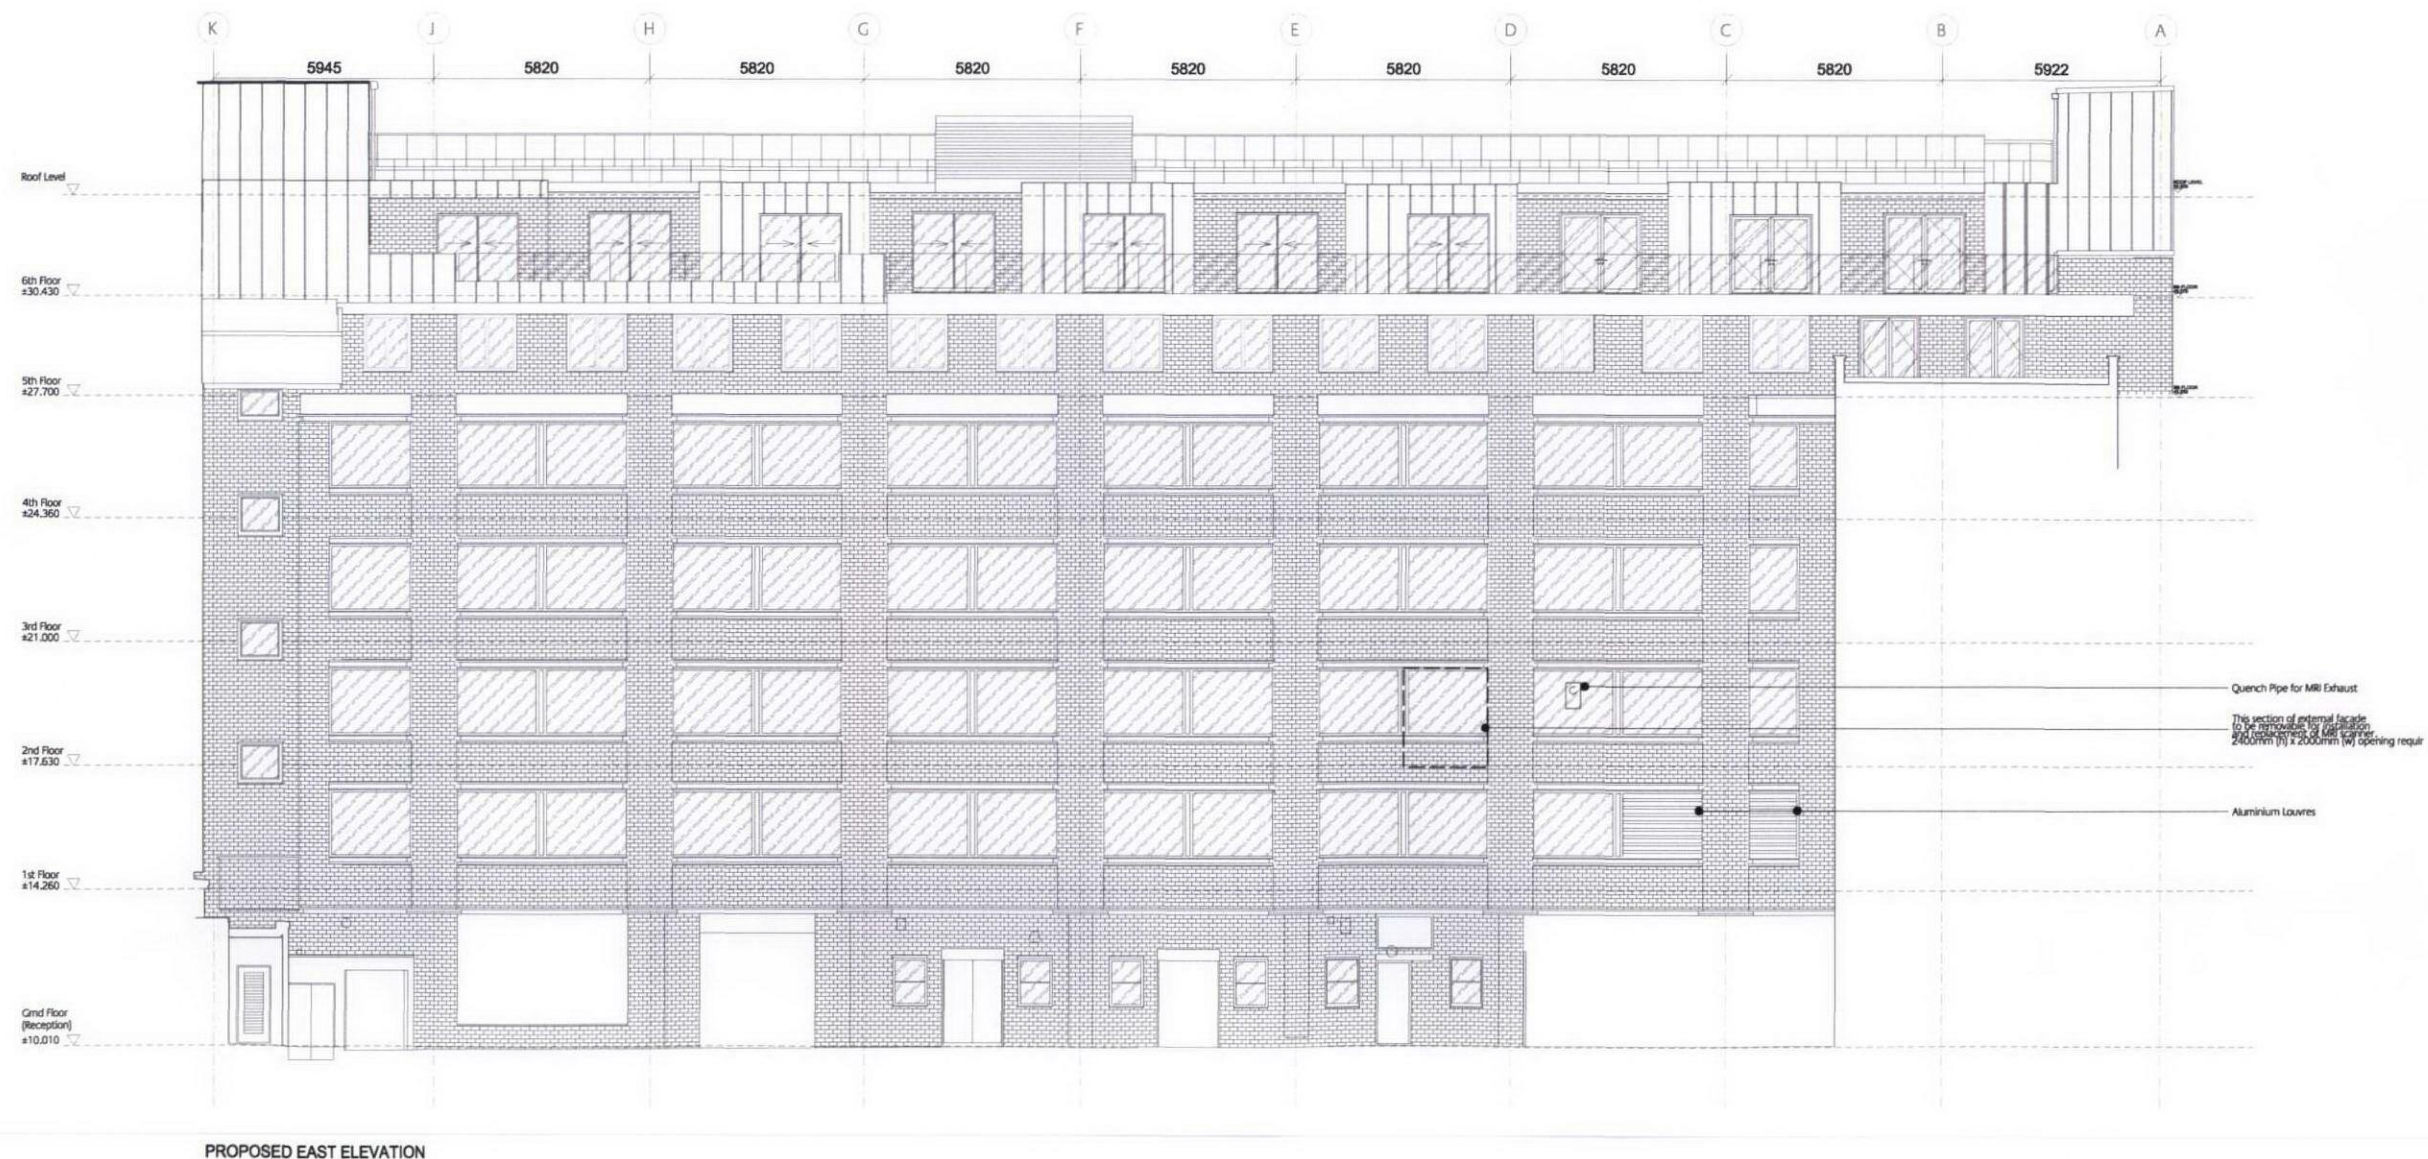 K J H G F E D C B A
5945 5820 5820 5820 5820 5820 5820 5820 5922
Roof Level
ROOF LEVEL
6th Floor
±30.430
5th Floor
±27.700
4th Floor
±24.360
3rd Floor
±21.000
Quench Pipe for MRI Exhaust
This section of external facade
to be removable for installation
and replacement of MRI scanner
2400mm (h) x 2000mm (w) opening requir
2nd Floor
±17.630
Aluminium Louvres
1st Floor
±14.260
Grnd Floor
(Reception)
±10.010
PROPOSED EAST ELEVATION